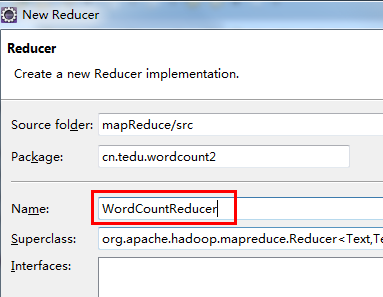 New Reducer
Reducer
Create a new Reducer implementation.
Source folder: mapReduce/src
Package: cn.tedu.wordcount2
Name: WordCountReducer
Superclass: org.apache.hadoop.mapreduce.Reducer<Text,Te
Interfaces: